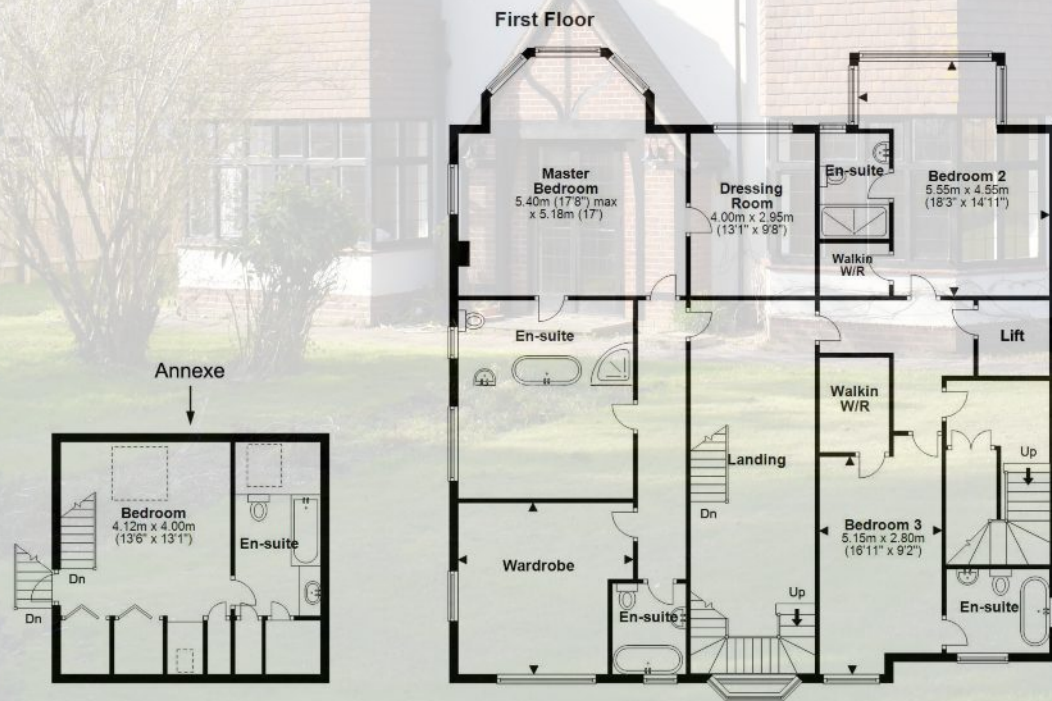 First Floor
Master
Bedroom
5.40m (17'8") max
x 5.18m (17')
Dressing
Room
4.00m x 2.95m
(13'1" x 9'8")
En-suite
Bedroom 2
5.55m x 4.55m
(18'3" x 14'11")
Walkin
W/R
En-suite
Lift
Walkin
W/R
Landing
Dn
Up
Wardrobe
Bedroom 3
5.15m x 2.80m
(16'11" x 9'2")
Up
En-suite
En-suite
Annexe
Bedroom
4.12m x 4.00m
(13'6" x 13'1")
En-suite
Dn
Dn